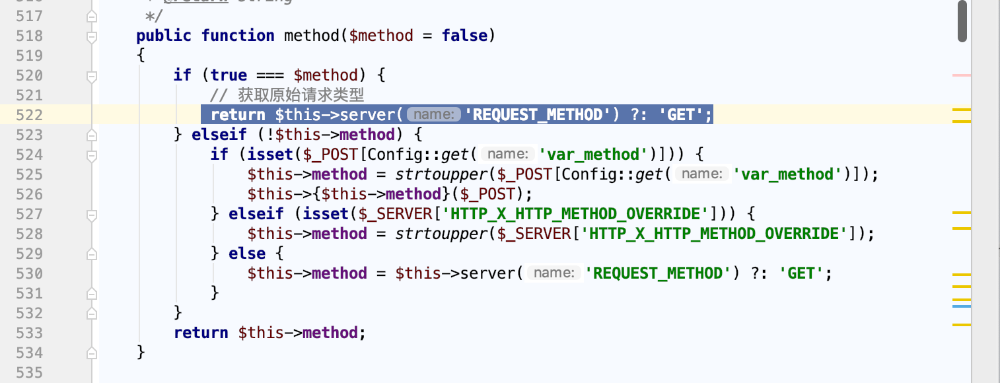 517 */
518 public function method($method = false)
519 {
520 if (true === $method) {
521 // 获取原始请求类型
522 return $this->server( name: 'REQUEST_METHOD') ?: 'GET';
523 } elseif (!$this->method) {
524 if (isset($_POST[Config::get( name: 'var_method')])) {
525 $this->method = strtoupper($_POST[Config::get( name: 'var_method')]);
526 $this->{$this->method}($_POST);
527 } elseif (isset($_SERVER['HTTP_X_HTTP_METHOD_OVERRIDE'])) {
528 $this->method = strtoupper($_SERVER['HTTP_X_HTTP_METHOD_OVERRIDE']);
529 } else {
530 $this->method = $this->server( name: 'REQUEST_METHOD') ?: 'GET';
531 }
532 }
533 return $this->method;
534 }
535